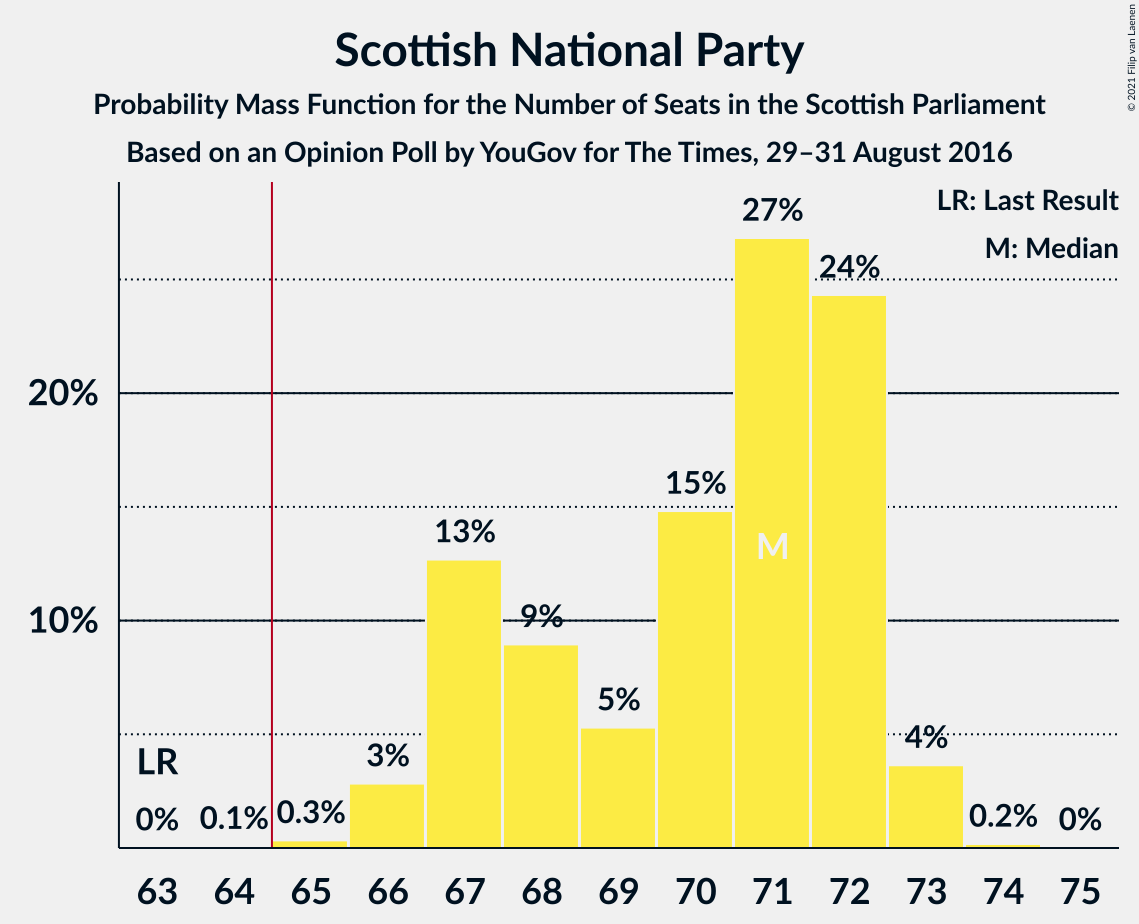 Scottish National Party
Probability Mass Function for the Number of Seats in the Scottish Parliament
Based on an Opinion Poll by YouGov for The Times, 29–31 August 2016
© 2021 Filip van Laenen
LR: Last Result
M: Median
27%
24%
20%
15%
13%
M
10%
9%
5%
4%
3%
LR
0%
0.1%
0.3%
0.2%
0%
63 64 65 66 67 68 69 70 71 72 73 74 75